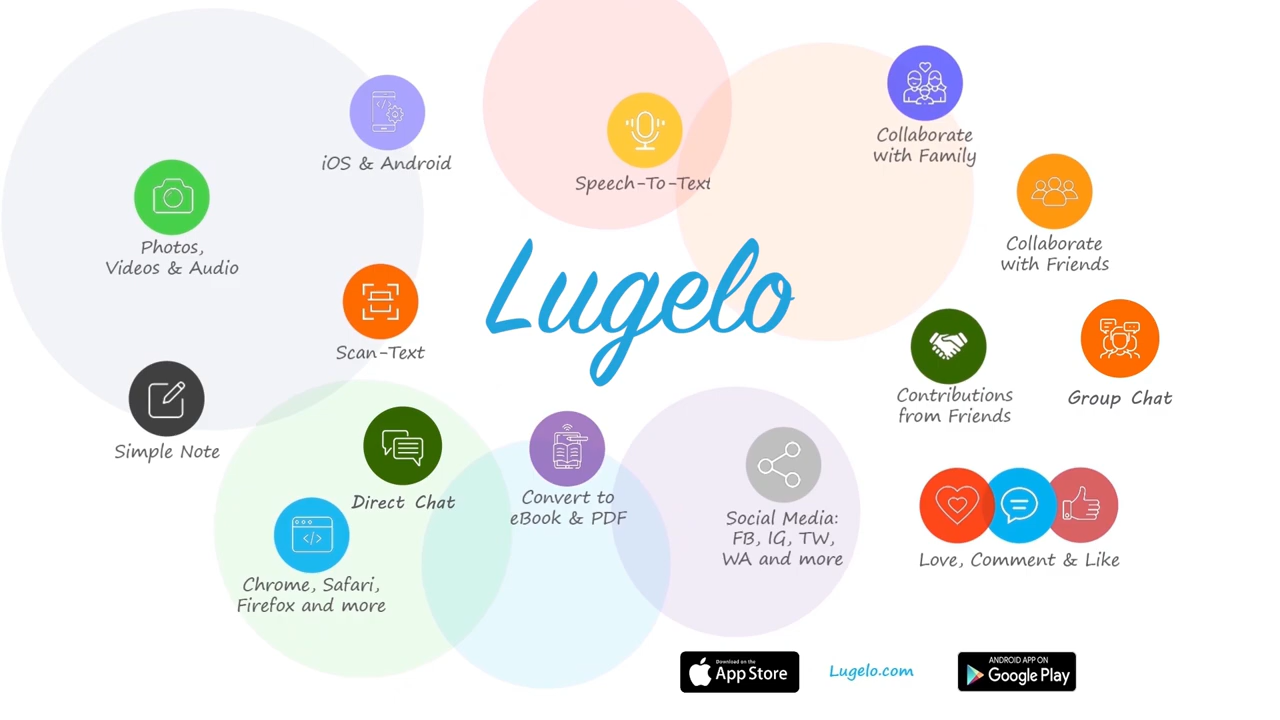 iOS & Android
Photos,
Videos & Audio
Scan-Text
Simple Note
Speech-To-Text
Lugelo
Collaborate
with Family
Collaborate
with Friends
Contributions
from Friends
Group Chat
Direct Chat
Chrome, Safari,
Firefox and more
Convert to
eBook & PDF
Social Media:
FB, IG, TW,
WA and more
Love, Comment & Like
Download on the
App Store
Lugelo.com
ANDROID APP ON
Google Play